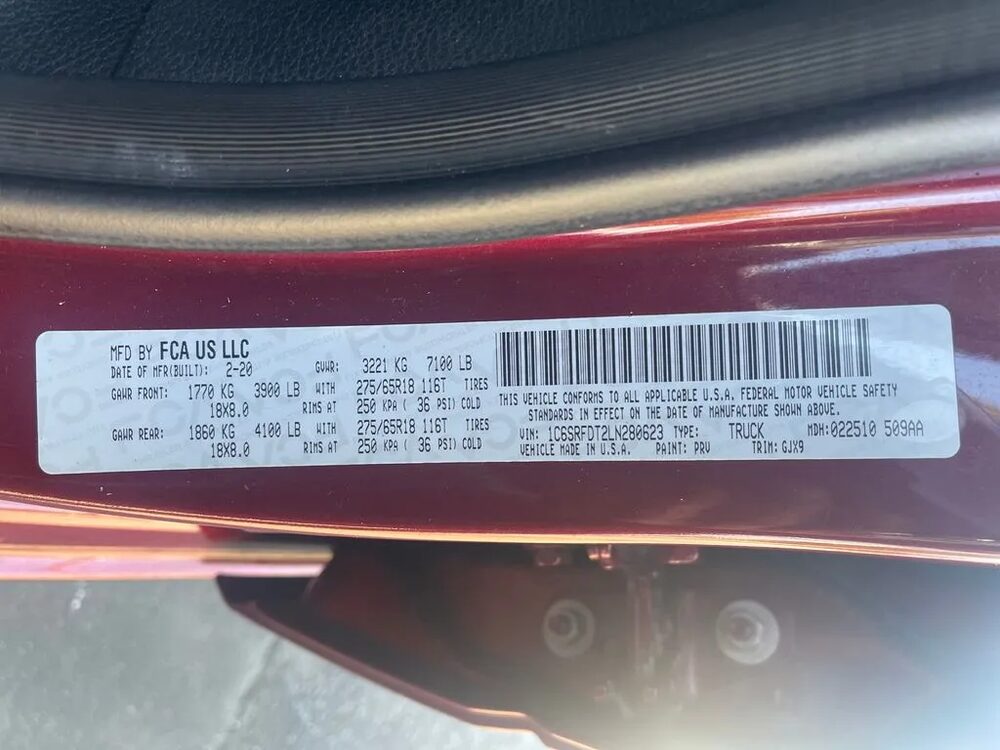 MFD BY FCA US LLC
DATE OF MFR(BUILT): 2-20 GVWR: 3221 KG 7100 LB
GAWR FRONT: 1770 KG 3900 LB WITH 275/65R18 116T TIRES
18X8.0 RIMS AT 250 KPA ( 36 PSI) COLD
GAWR REAR: 1860 KG 4100 LB WITH 275/65R18 116T TIRES
18X8.0 RIMS AT 250 KPA ( 36 PSI) COLD
THIS VEHICLE CONFORMS TO ALL APPLICABLE U.S.A. FEDERAL MOTOR VEHICLE SAFETY
STANDARDS IN EFFECT ON THE DATE OF MANUFACTURE SHOWN ABOVE.
VIN: 1C6SRFDT2LN280623 TYPE: TRUCK MDH:022510 509AA
VEHICLE MADE IN U.S.A. PAINT: PRV TRIM: GJX9